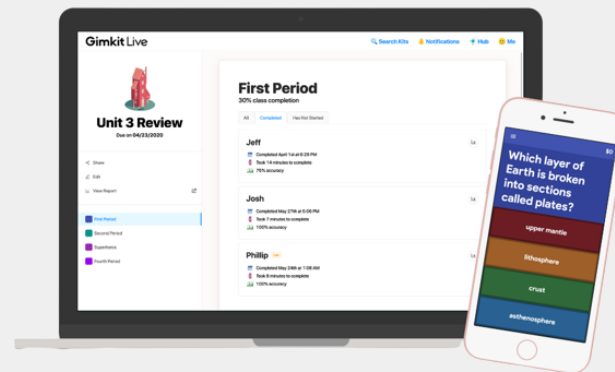 Gimkit Live
Search Kits
Notifications
Hub
Me
Unit 3 Review
Due on 04/23/2020
Share
Edit
View Report
First Period
Second Period
Fourth Period
First Period
30% class completion
All
Completed
Has Not Started
Jeff
Completed April 1st at 5:29 PM
Took 14 minutes to complete
75% accuracy
Josh
Completed May 27th at 5:06 PM
Took 7 minutes to complete
100% accuracy
Phillip
Completed May 24th at 1:08 AM
Took 8 minutes to complete
100% accuracy
$0
Which layer of
Earth is broken
into sections
called plates?
upper mantle
lithosphere
crust
asthenosphere